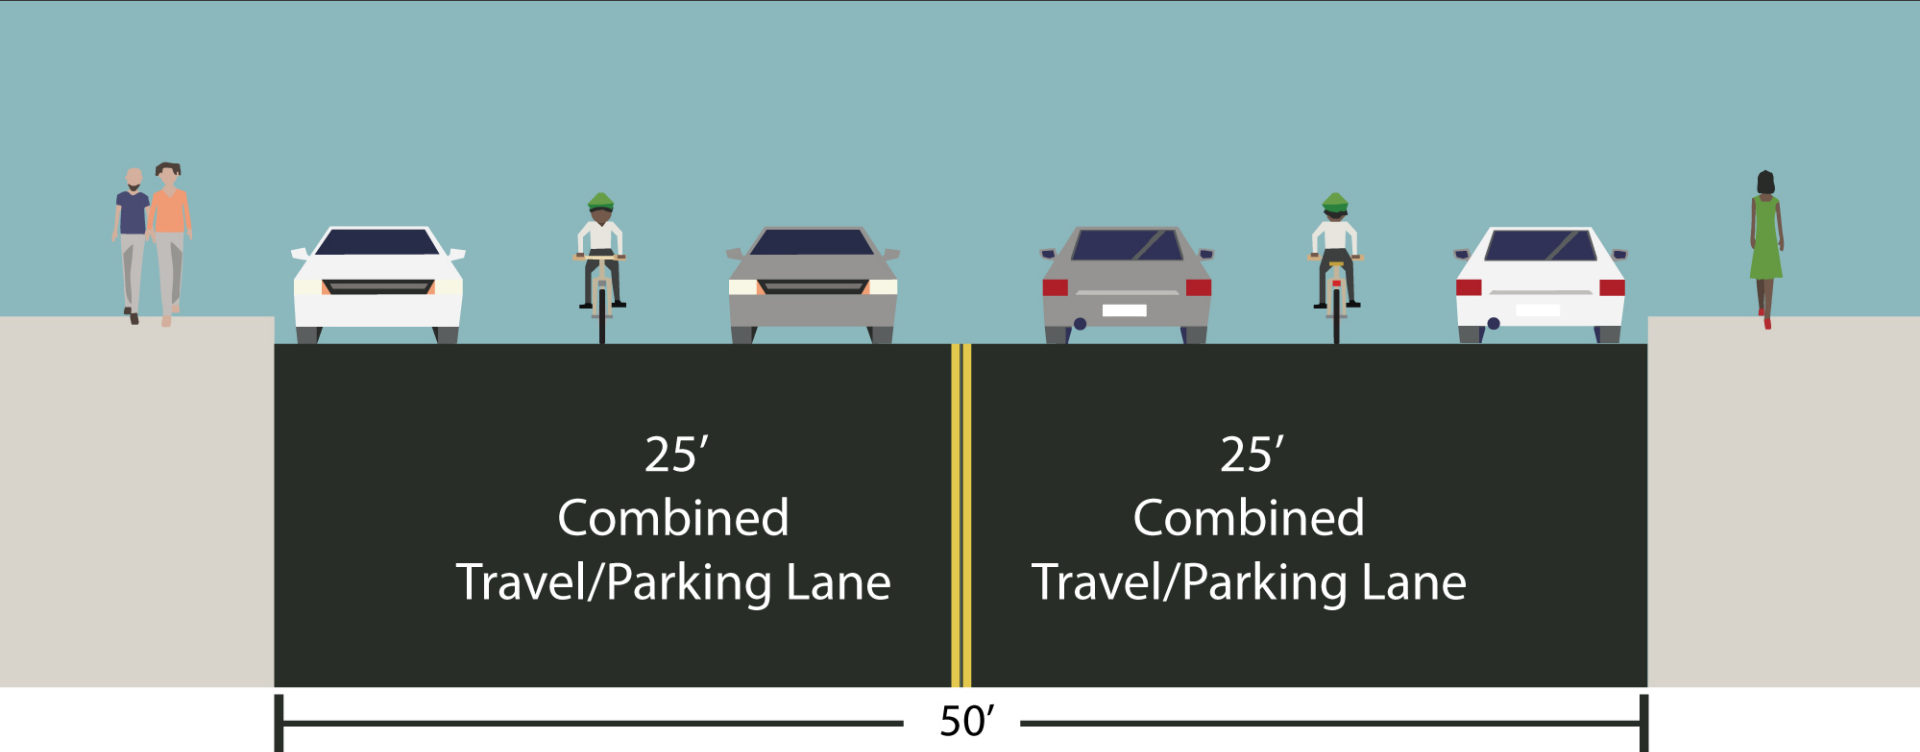 25’
Combined
Travel/Parking Lane
25’
Combined
Travel/Parking Lane
50’